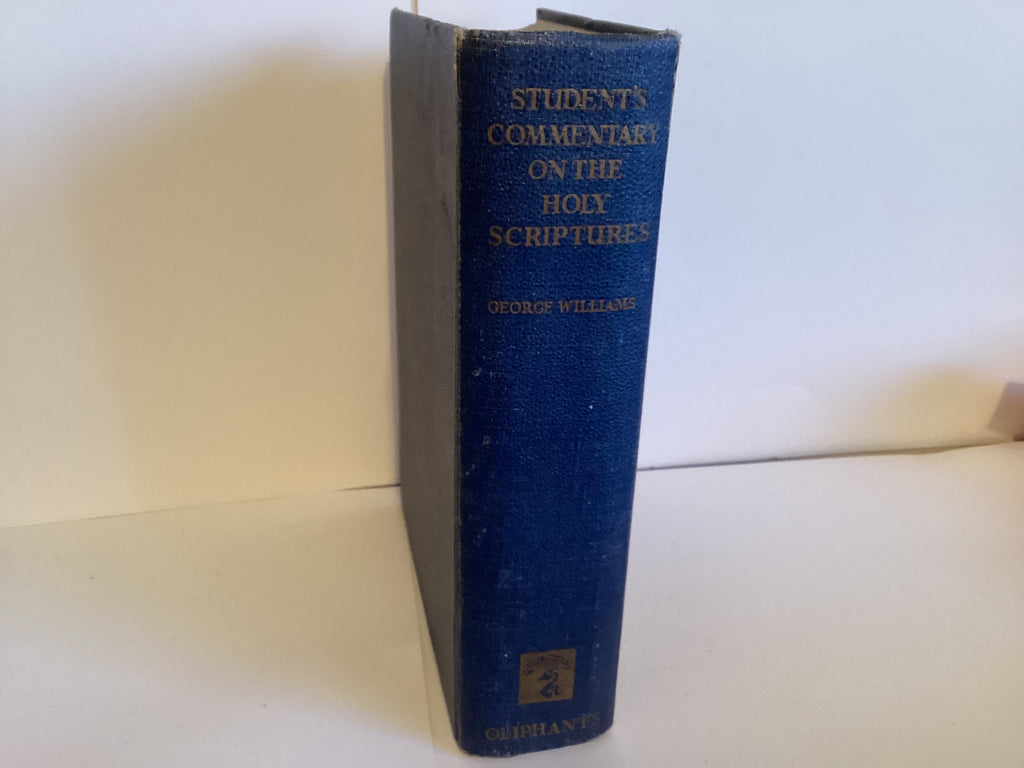 STUDENT'S
COMMENTARY
ON THE
HOLY
SCRIPTURES
GEORGE WILLIAMS
OLIPHANTS